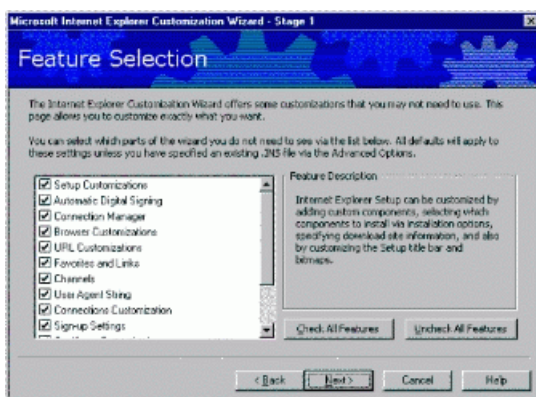 Microsoft Internet Explorer Customization Wizard - Stage 1
Feature Selection
The Internet Explorer Customization Wizard offers some customizations that you may not need to use. This
page allows you to customize exactly what you want.
You can select which parts of the wizard you do not need to see via the list below. All defaults will apply to
these settings unless you have specified an existing .INS file via the Advanced Options.
Setup Customizations
Automatic Digital Signing
Connection Manager
Browser Customizations
URL Customizations
Favorites and Links
Channels
User Agent String
Connections Customization
Sign-up Settings
Feature Description
Internet Explorer Setup can be customized by
adding custom components, selecting which
components to install via installation options,
specifying download site information, and also
by customizing the Setup title bar and
bitmaps.
Check All Features
Uncheck All Features
< Back
Next >
Cancel
Help